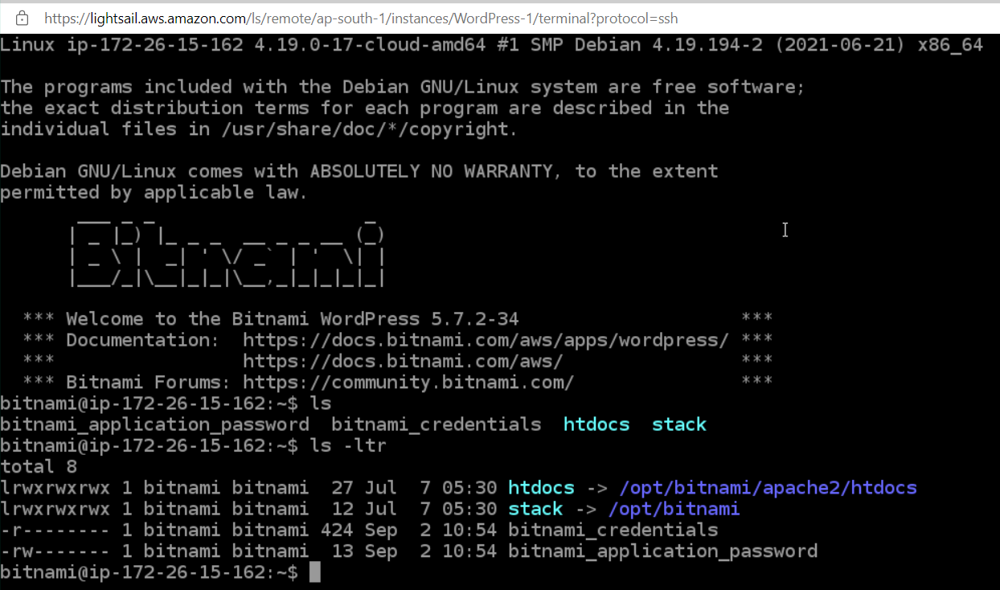 https://lightsail.aws.amazon.com/ls/remote/ap-south-1/instances/WordPress-1/terminal?protocol=ssh
Linux ip-172-26-15-162 4.19.0-17-cloud-amd64 #1 SMP Debian 4.19.194-2 (2021-06-21) x86_64
The programs included with the Debian GNU/Linux system are free software;
the exact distribution terms for each program are described in the
individual files in /usr/share/doc/*/copyright.
Debian GNU/Linux comes with ABSOLUTELY NO WARRANTY, to the extent
permitted by applicable law.
Bitnami
*** Welcome to the Bitnami WordPress 5.7.2-34 ***
*** Documentation: https://docs.bitnami.com/aws/apps/wordpress/ ***
*** https://docs.bitnami.com/aws/ ***
*** Bitnami Forums: https://community.bitnami.com/ ***
bitnami@ip-172-26-15-162:~$ ls
bitnami_application_password bitnami_credentials htdocs stack
bitnami@ip-172-26-15-162:~$ ls -ltr
total 8
lrwxrwxrwx 1 bitnami bitnami 27 Jul 7 05:30 htdocs -> /opt/bitnami/apache2/htdocs
lrwxrwxrwx 1 bitnami bitnami 12 Jul 7 05:30 stack -> /opt/bitnami
-r-------- 1 bitnami bitnami 424 Sep 2 10:54 bitnami_credentials
-rw------- 1 bitnami bitnami 13 Sep 2 10:54 bitnami_application_password
bitnami@ip-172-26-15-162:~$